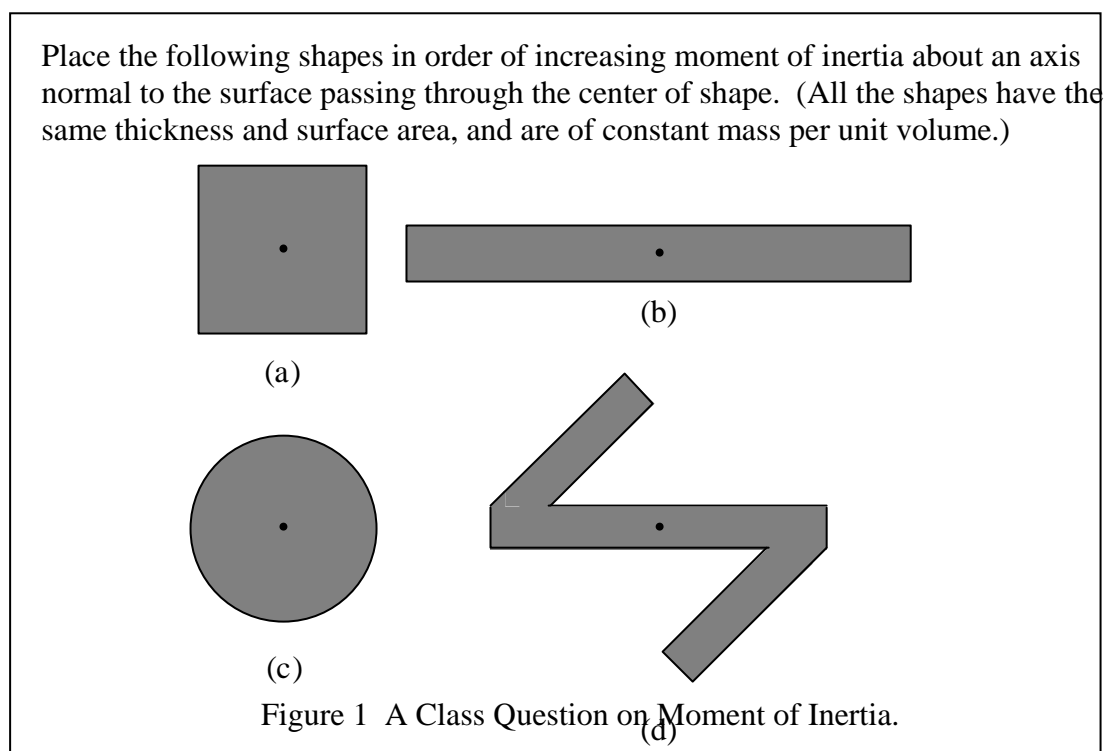 Place the following shapes in order of increasing moment of inertia about an axis
normal to the surface passing through the center of shape.  (All the shapes have the
same thickness and surface area, and are of constant mass per unit volume.)
(a)
(b)
(c)
(d)
Figure 1  A Class Question on Moment of Inertia.